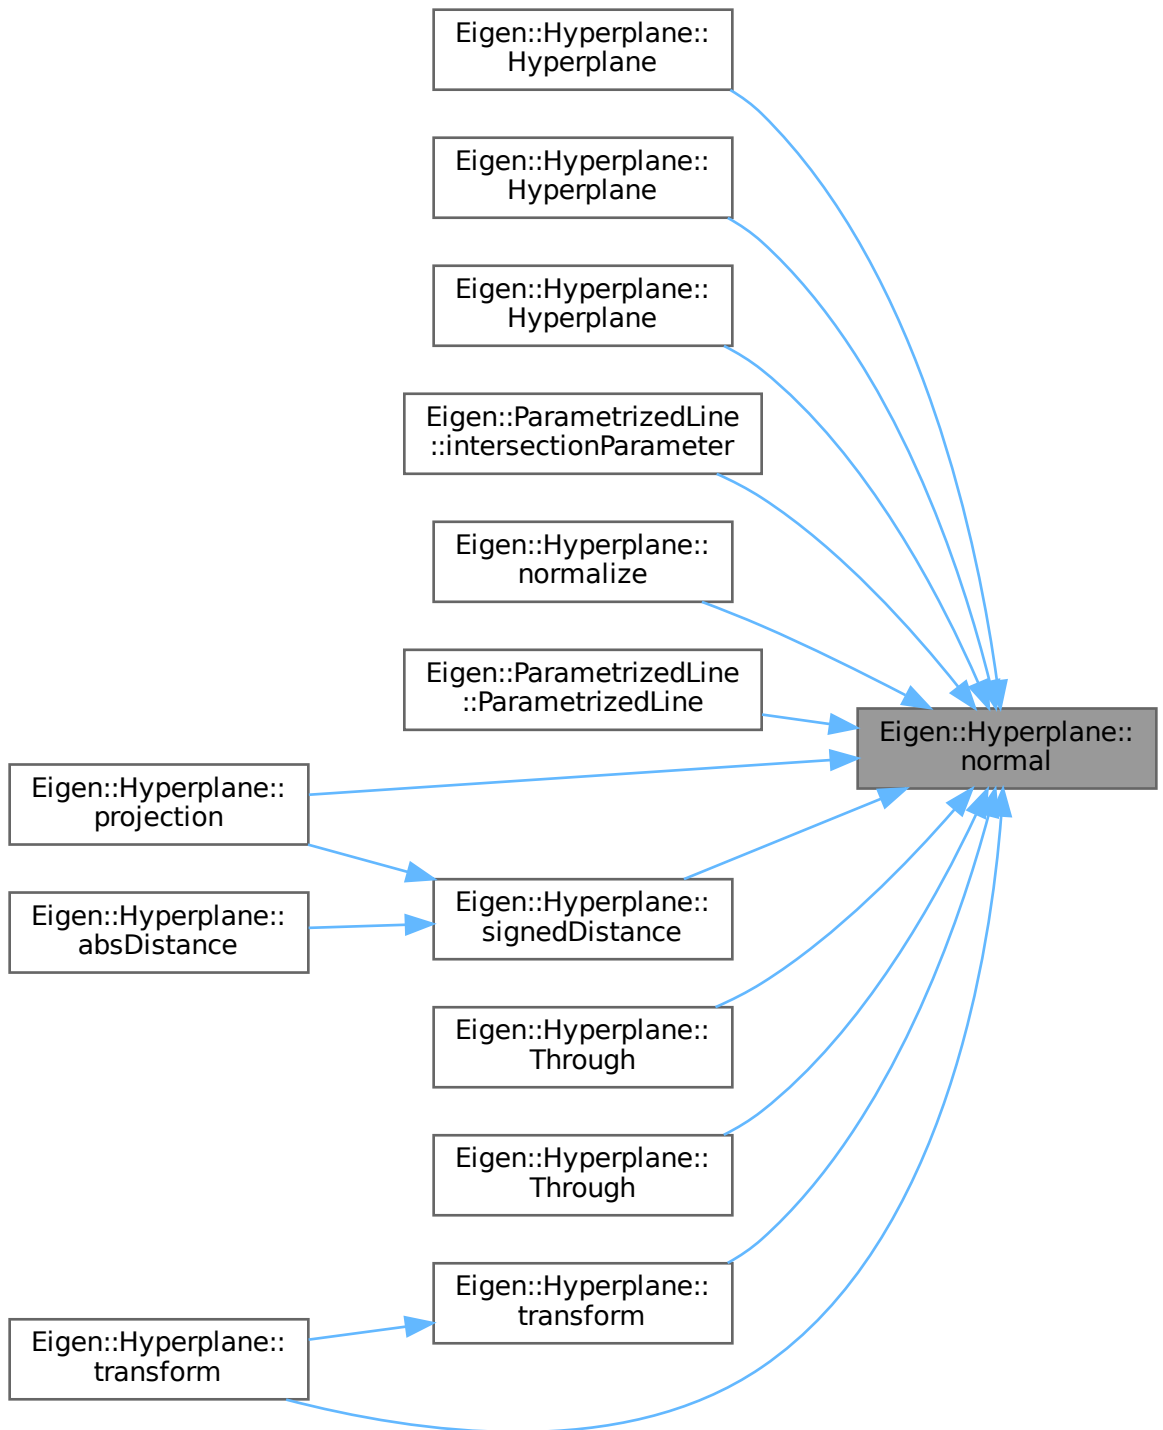 Eigen::Hyperplane::
Hyperplane
Eigen::Hyperplane::
Hyperplane
Eigen::Hyperplane::
Hyperplane
Eigen::ParametrizedLine
::intersectionParameter
Eigen::Hyperplane::
normalize
Eigen::ParametrizedLine
::ParametrizedLine
Eigen::Hyperplane::
normal
Eigen::Hyperplane::
projection
Eigen::Hyperplane::
signedDistance
Eigen::Hyperplane::
absDistance
Eigen::Hyperplane::
Through
Eigen::Hyperplane::
Through
Eigen::Hyperplane::
transform
Eigen::Hyperplane::
transform